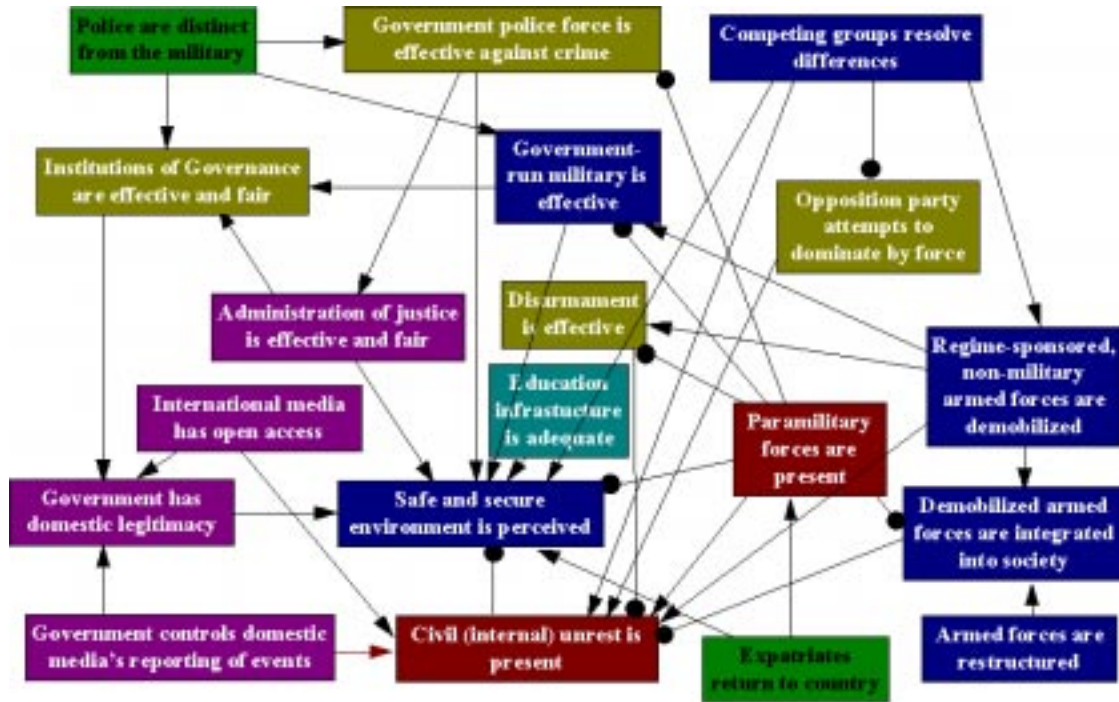 Police are distinct
from the military
Government police force is
effective against crime
Competing groups resolve
differences
Institutions of Governance
are effective and fair
Government-
run military is
effective
Opposition party
attempts to
dominate by force
Administration of justice
is effective and fair
Disarmament
is effective
Regime-sponsored,
non-military
armed forces are
demobilized
International media
has open access
Education
infrastucture
is adequate
Paramilitary
forces are
present
Government has
domestic legitimacy
Safe and secure
environment is perceived
Demobilized armed
forces are integrated
into society
Government controls domestic
media's reporting of events
Civil (internal) unrest is
present
Expatriates
return to country
Armed forces are
restructured